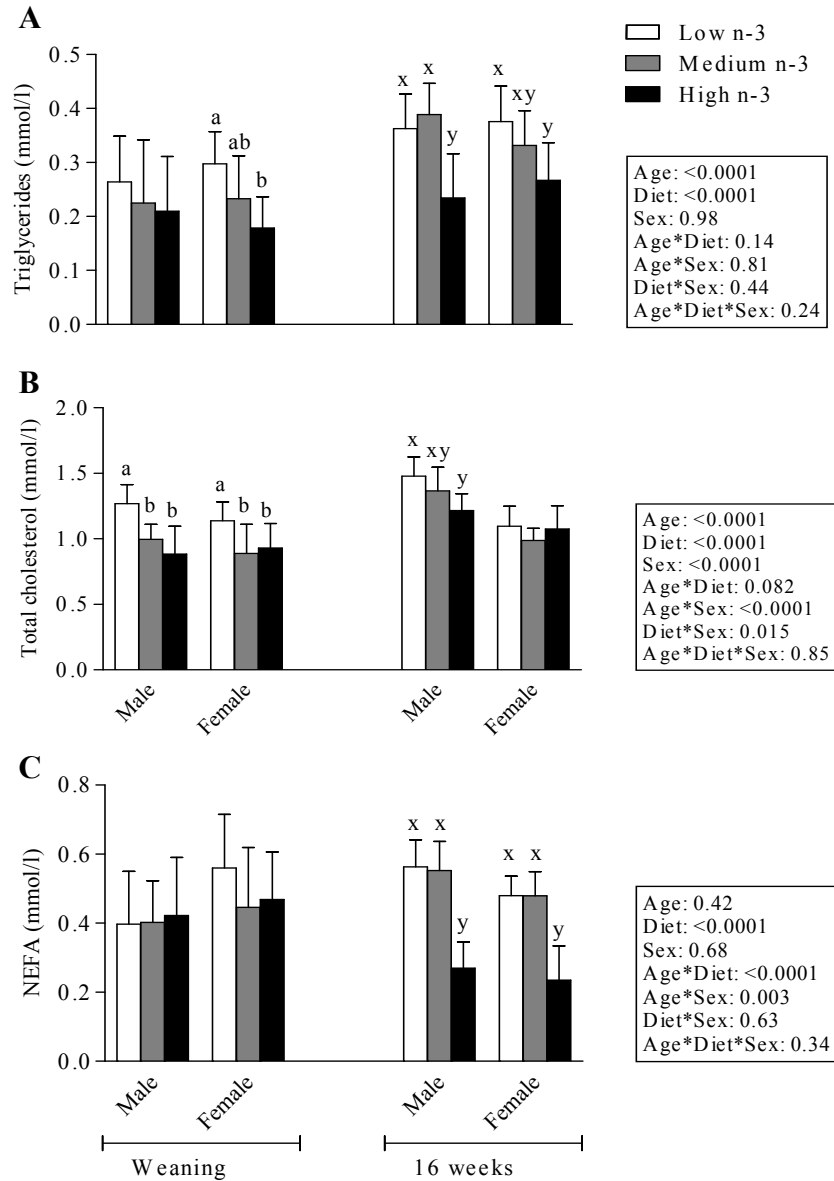 A
Low n-3
Medium n-3
High n-3
Triglycerides (mmol/l)
0.5
0.4
0.3
0.2
0.1
0.0
a
ab
b
x
x
y
x
xy
y
Age: <0.0001
Diet: <0.0001
Sex: 0.98
Age*Diet: 0.14
Age*Sex: 0.81
Diet*Sex: 0.44
Age*Diet*Sex: 0.24
B
Total cholesterol (mmol/l)
2.0
1.5
1.0
0.5
0.0
a
b
b
a
b
b
x
xy
y
Male
Female
Male
Female
Age: <0.0001
Diet: <0.0001
Sex: <0.0001
Age*Diet: 0.082
Age*Sex: <0.0001
Diet*Sex: 0.015
Age*Diet*Sex: 0.85
C
NEFA (mmol/l)
0.8
0.6
0.4
0.2
0.0
x
x
y
x
x
y
Male
Female
Male
Female
Weaning
16 weeks
Age: 0.42
Diet: <0.0001
Sex: 0.68
Age*Diet: <0.0001
Age*Sex: 0.003
Diet*Sex: 0.63
Age*Diet*Sex: 0.34